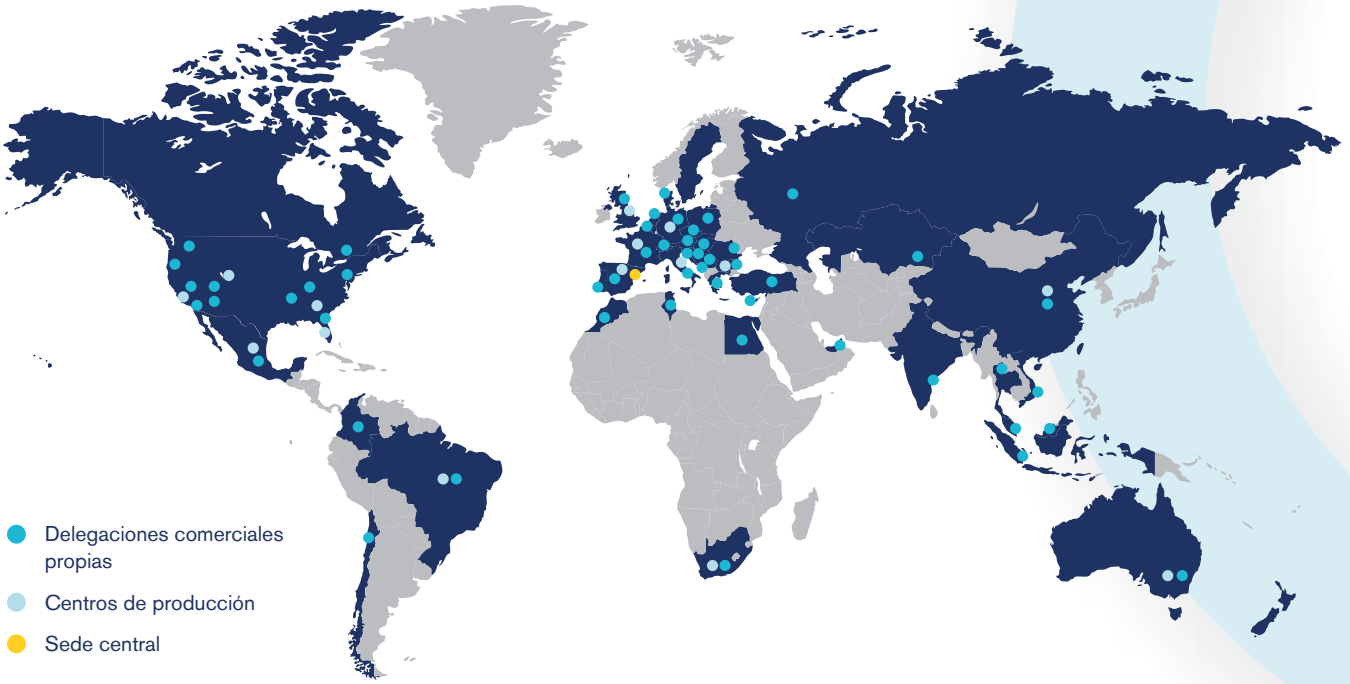 Delegaciones comerciales
propias
Centros de producción
Sede central